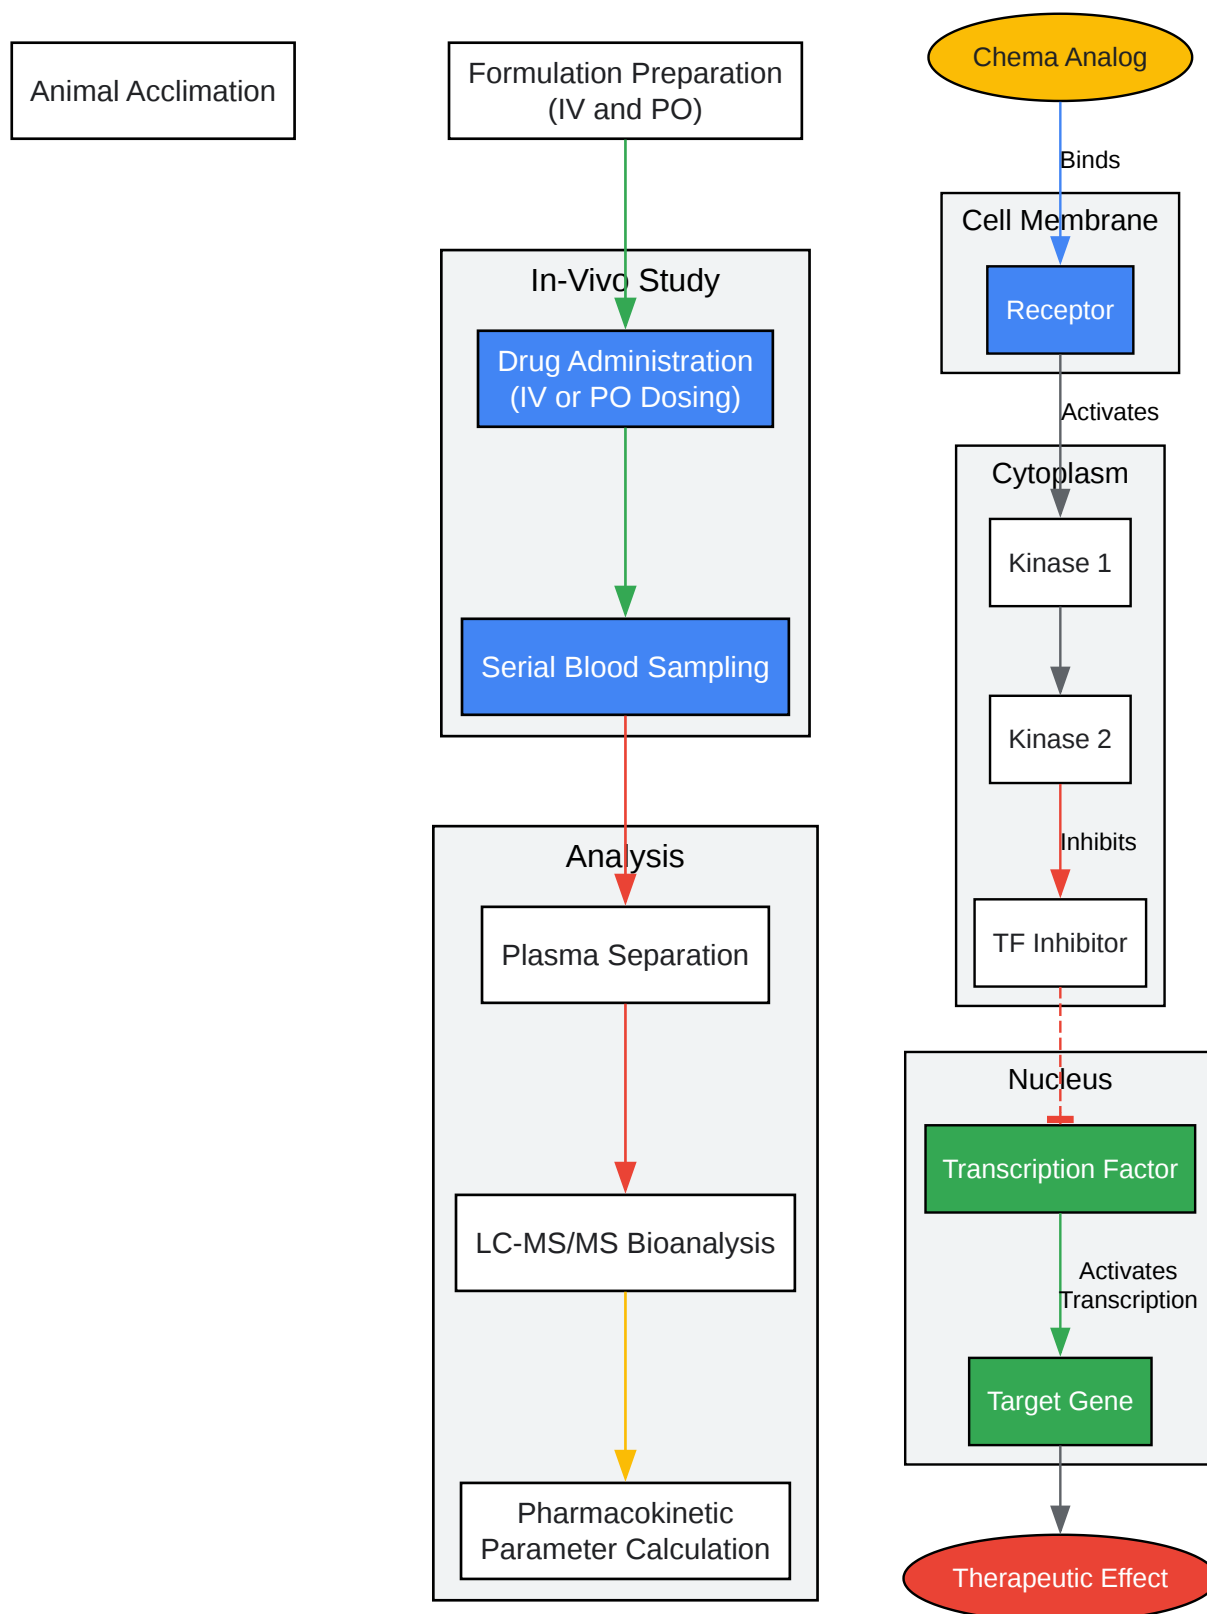 Animal Acclimation
Formulation Preparation
(IV and PO)
In-Vivo Study
Drug Administration
(IV or PO Dosing)
Serial Blood Sampling
Analysis
Plasma Separation
LC-MS/MS Bioanalysis
Pharmacokinetic
Parameter Calculation
Chema Analog
Binds
Cell Membrane
Receptor
Activates
Cytoplasm
Kinase 1
Kinase 2
Inhibits
TF Inhibitor
Nucleus
Transcription Factor
Activates
Transcription
Target Gene
Therapeutic Effect